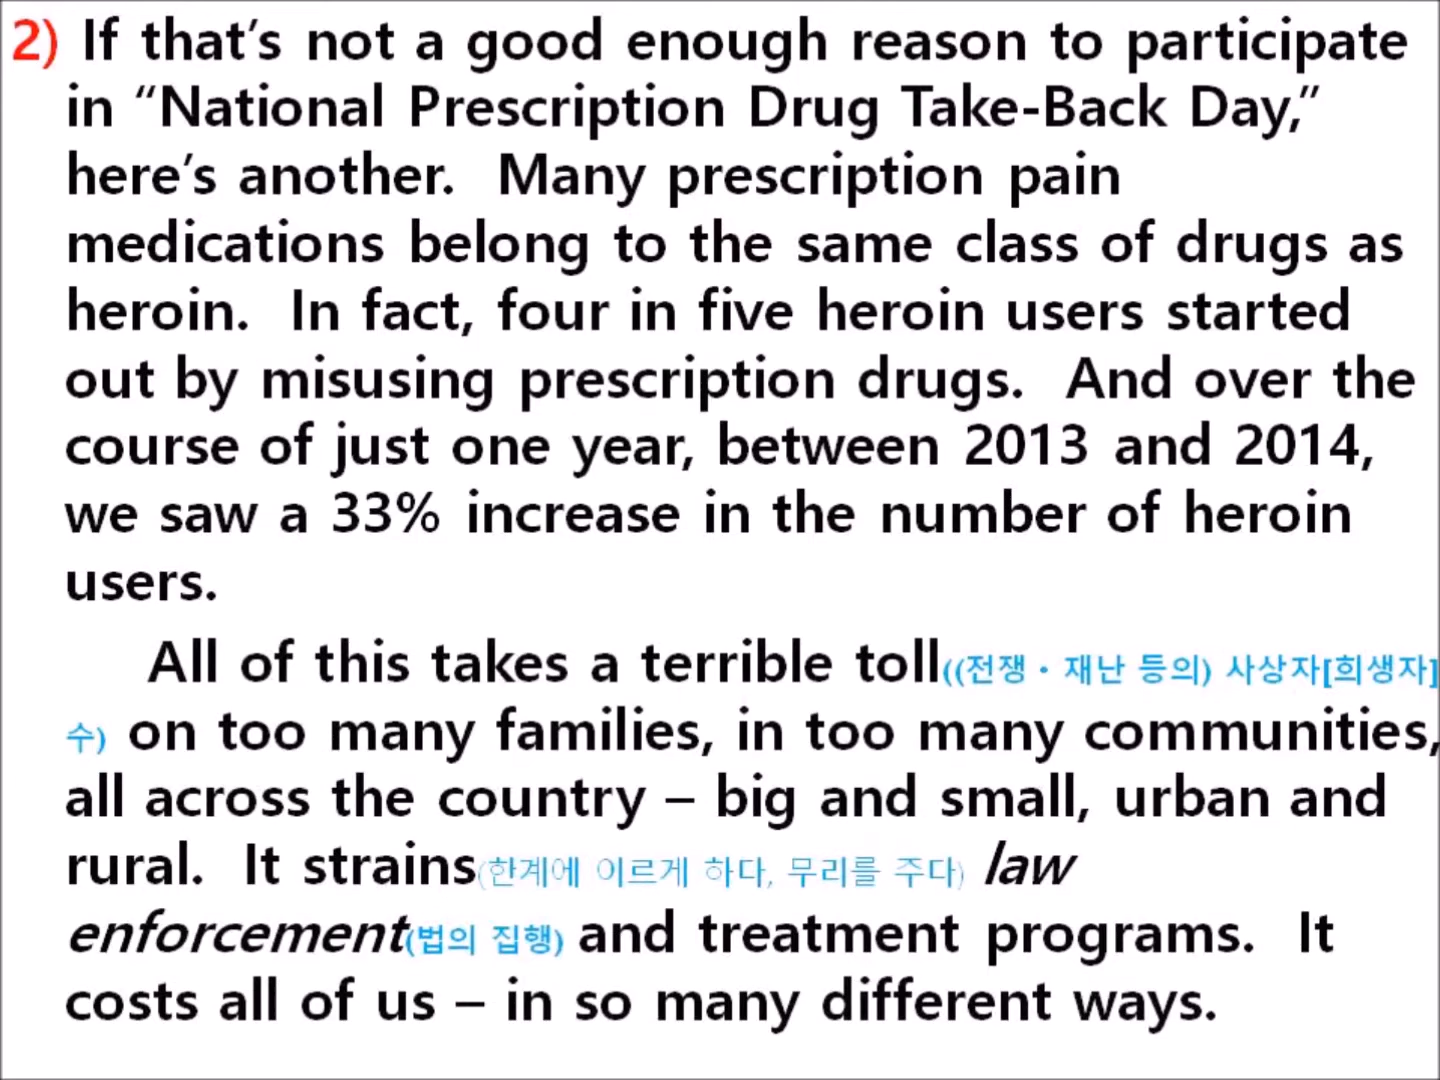 2) If that’s not a good enough reason to participate
in “National Prescription Drug Take-Back Day,”
here’s another. Many prescription pain
medications belong to the same class of drugs as
heroin. In fact, four in five heroin users started
out by misusing prescription drugs. And over the
course of just one year, between 2013 and 2014,
we saw a 33% increase in the number of heroin
users.
All of this takes a terrible toll((전쟁·재난 등의) 사상자[희생자]
수) on too many families, in too many communities,
all across the country – big and small, urban and
rural. It strains(한계에 이르게 하다, 무리를 주다) law
enforcement(법의 집행) and treatment programs. It
costs all of us – in so many different ways.